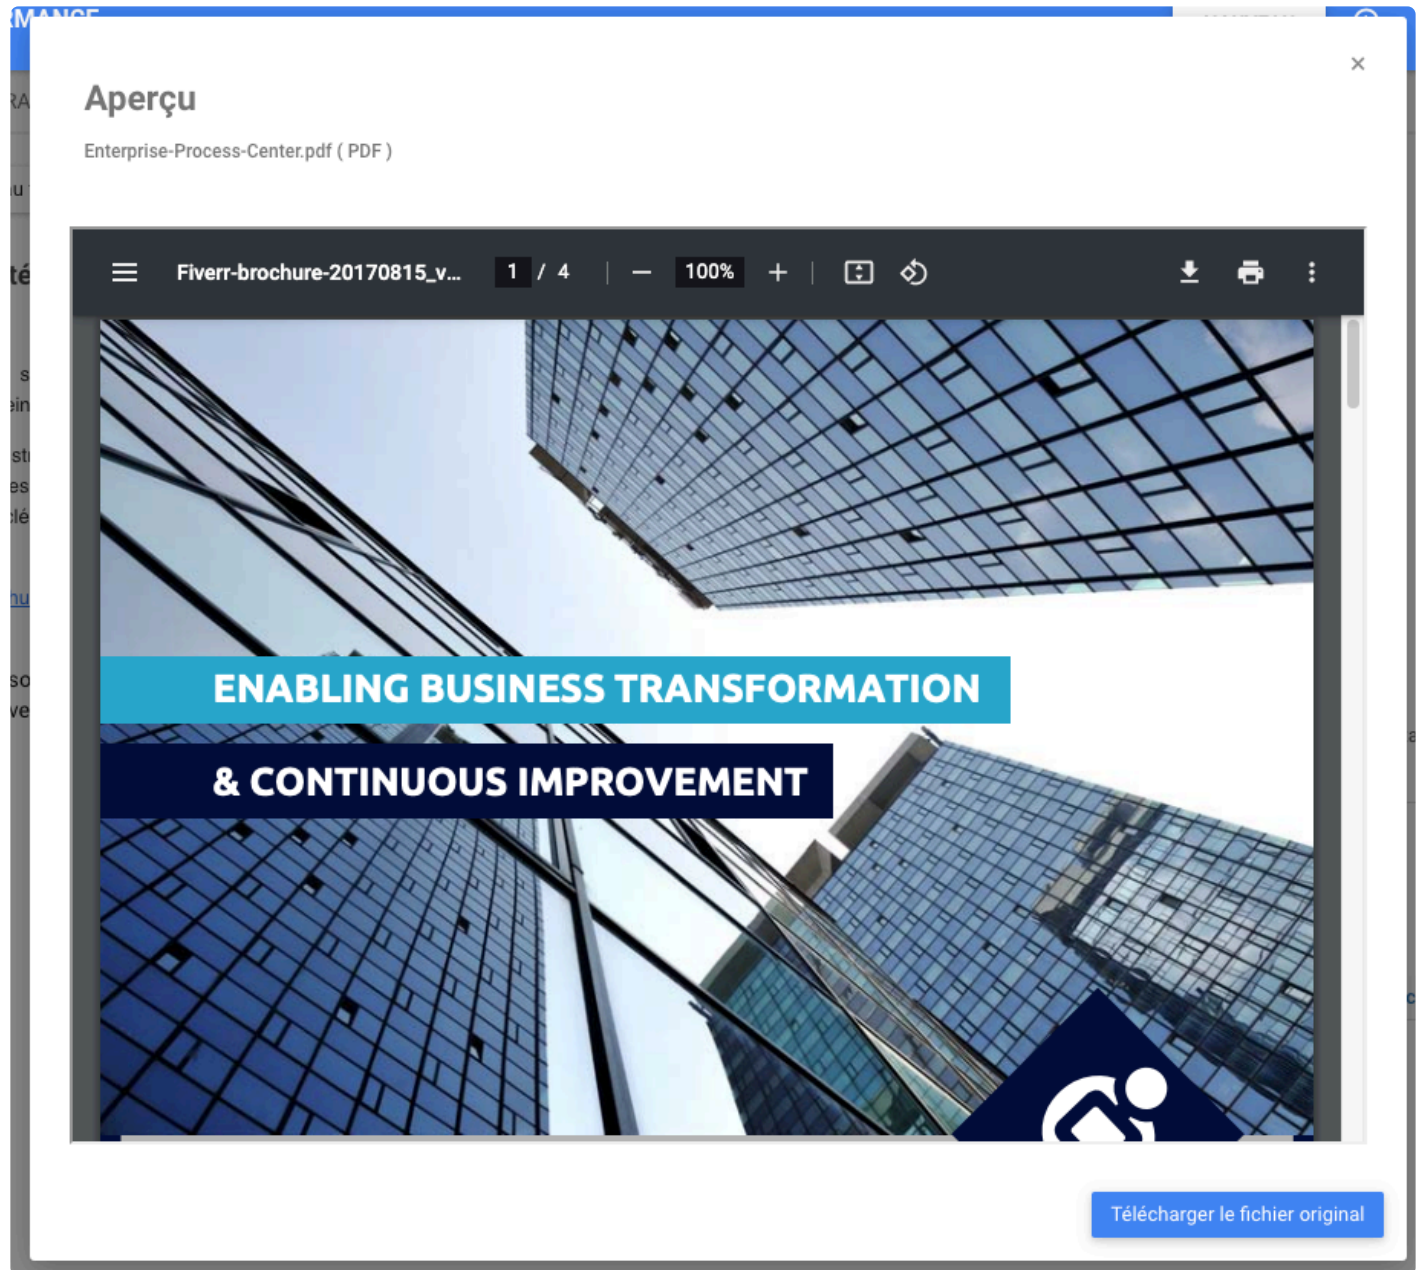 Aperçu
Enterprise-Process-Center.pdf ( PDF )
Fiverr-brochure-20170815_v... 1 / 4 100%
ENABLING BUSINESS TRANSFORMATION
& CONTINUOUS IMPROVEMENT
Télécharger le fichier original